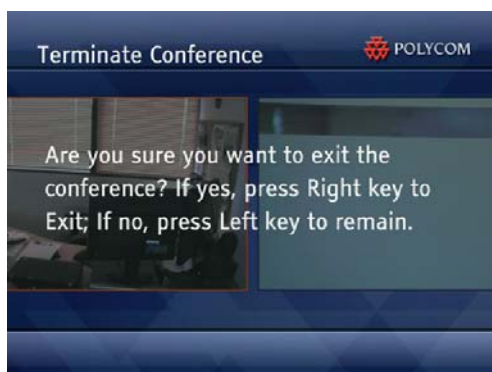 Terminate Conference
POLYCOM
Are you sure you want to exit the
conference? If yes, press Right key to
Exit; If no, press Left key to remain.